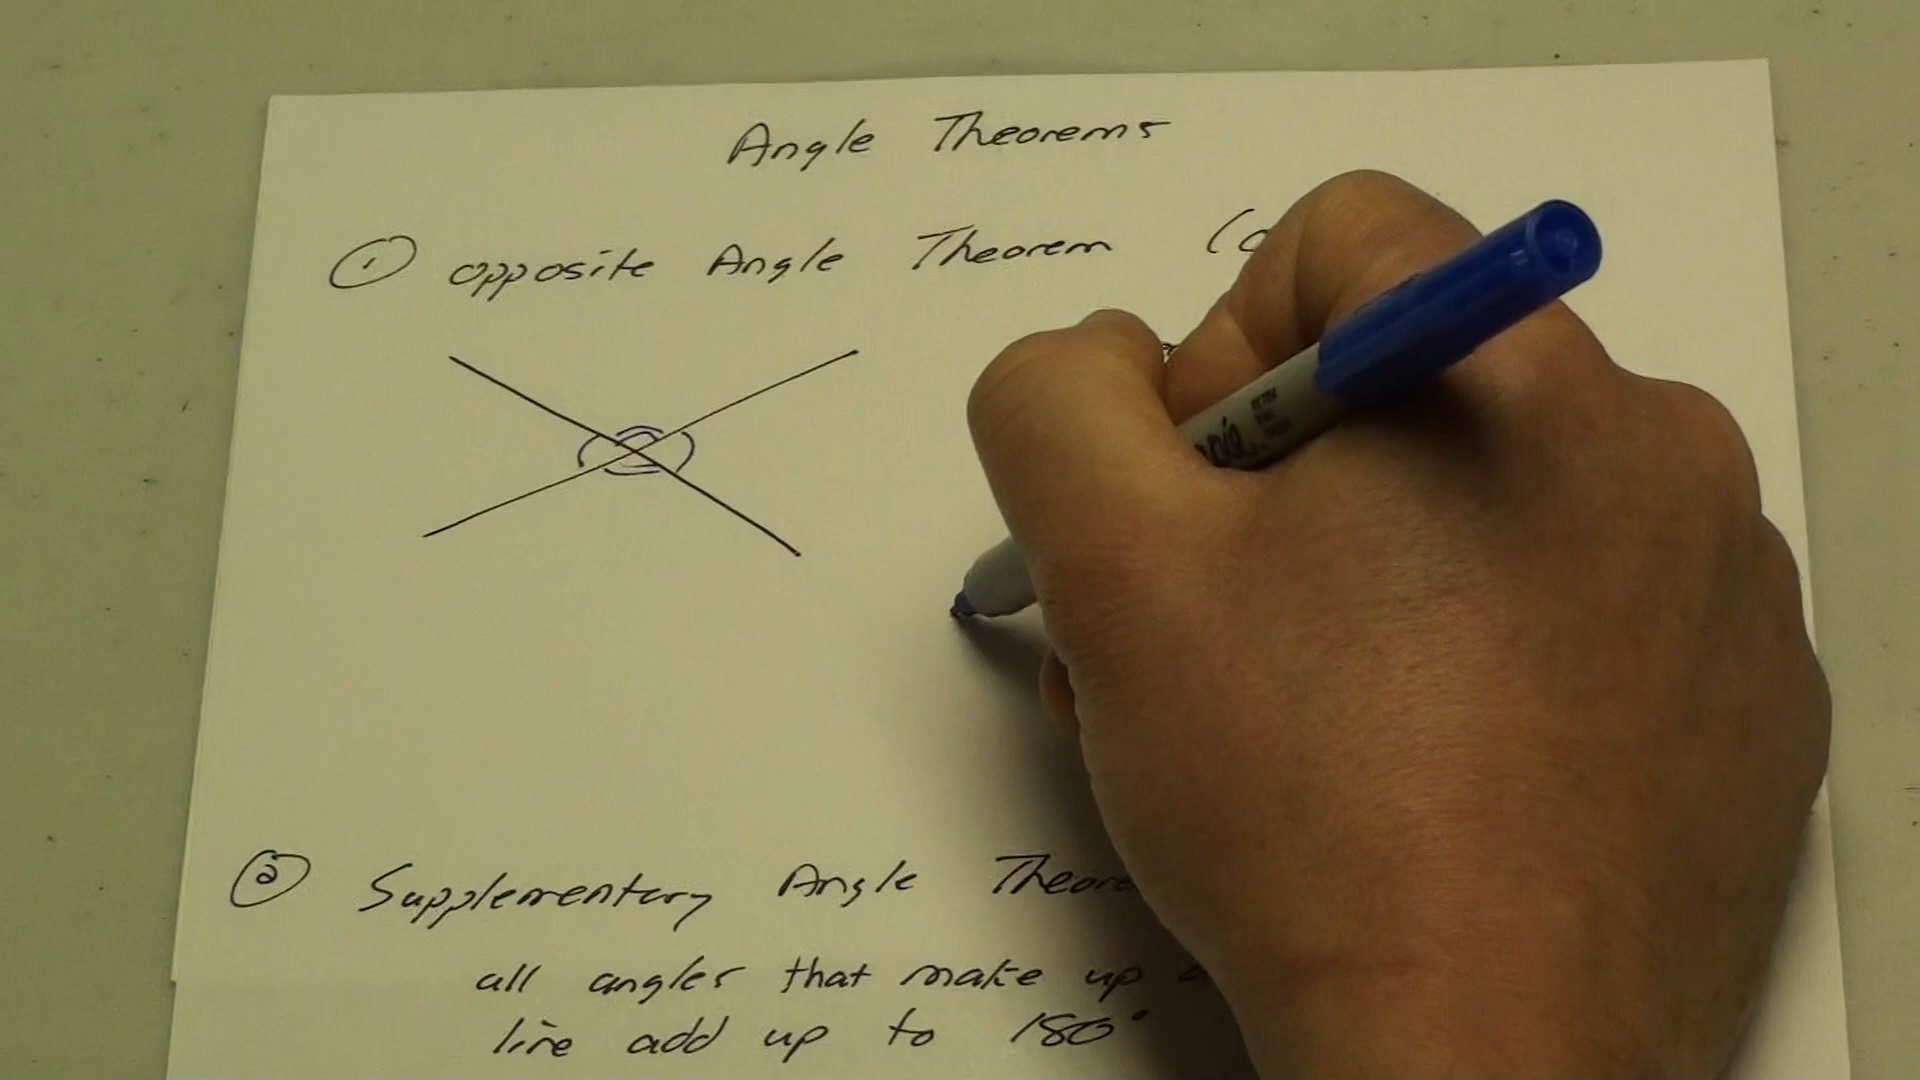 Angle Theorems
① Opposite Angle Theorem (
② Supplementary Angle
all angles that make up
line add up to 180°